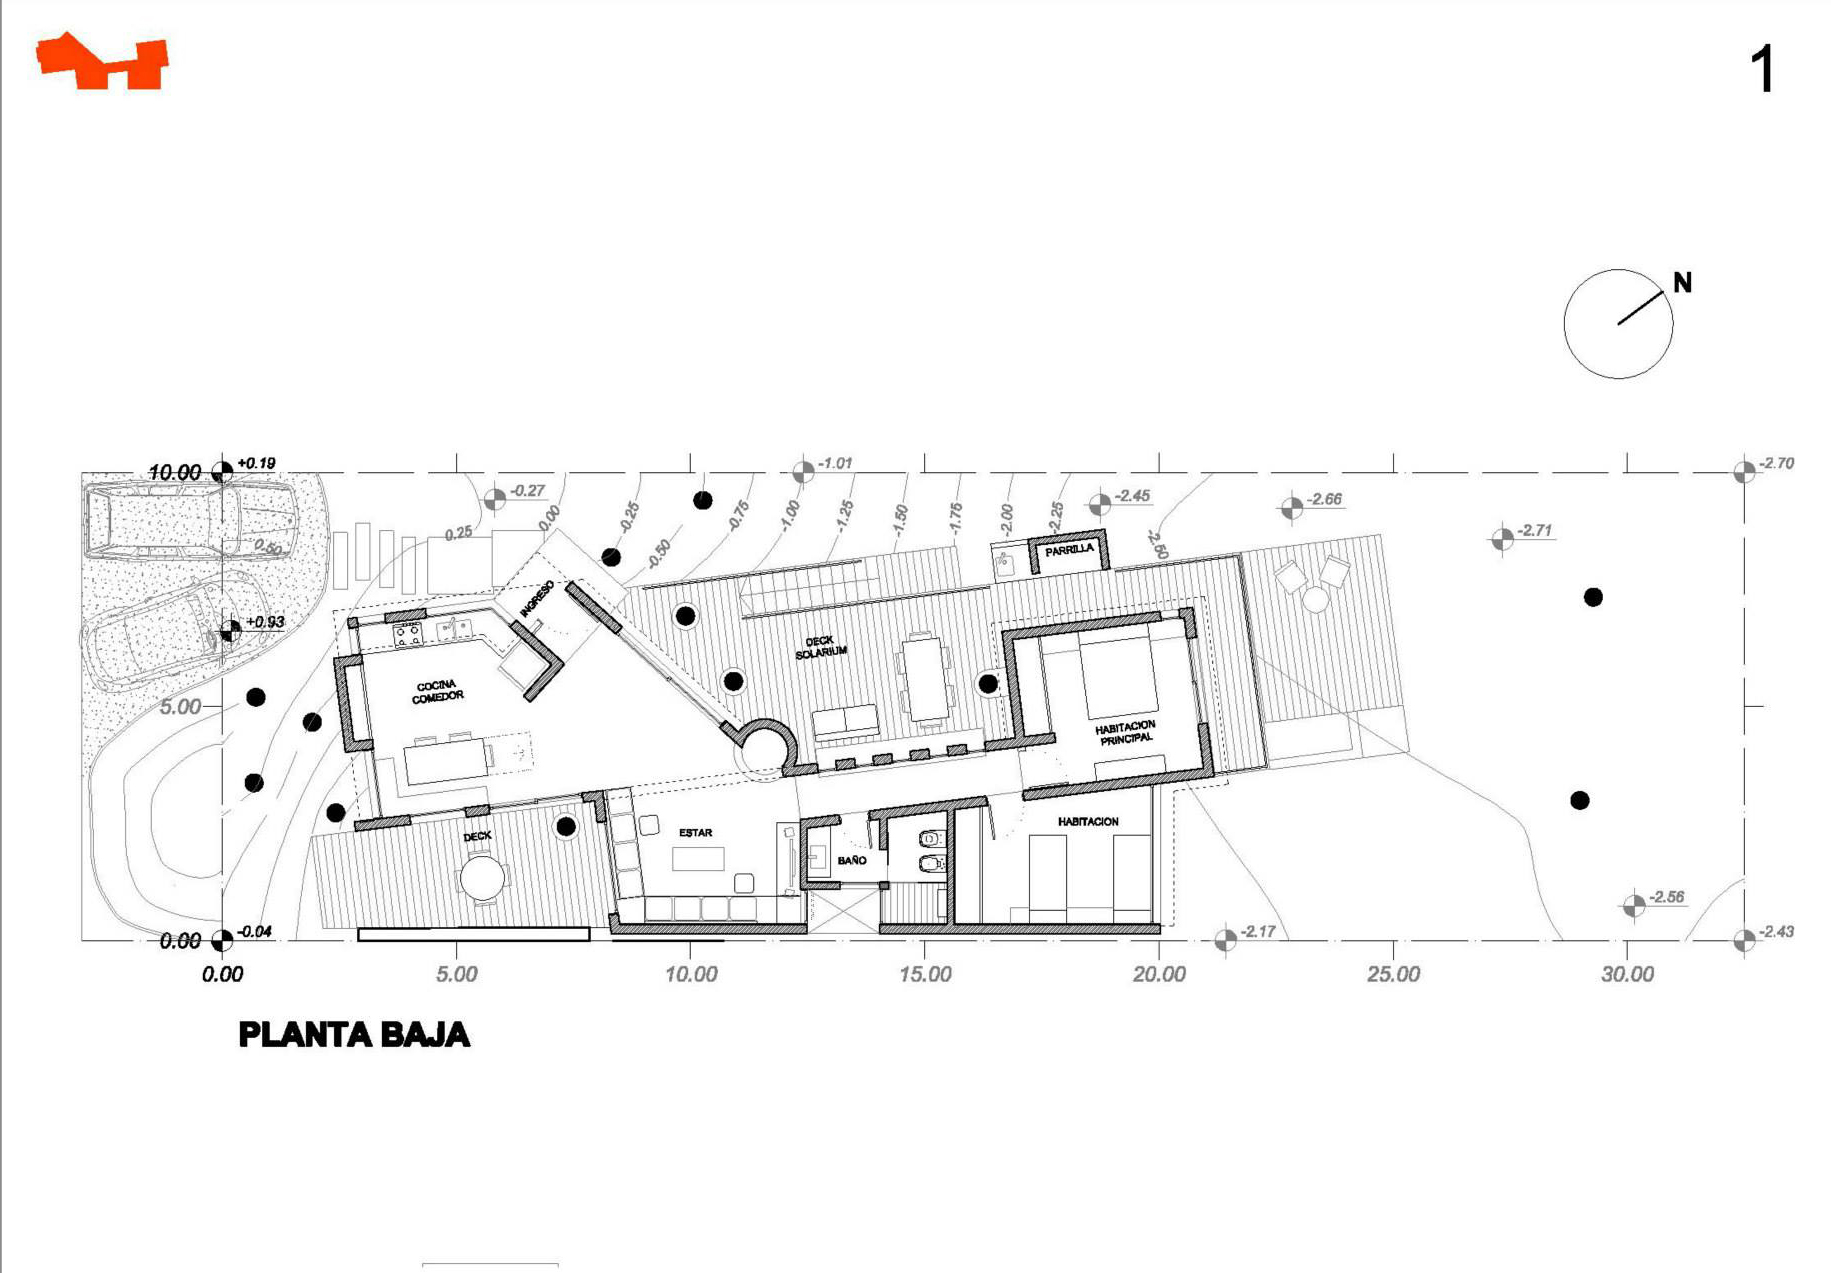 1
N
10.00
+0.19
-1.01
-2.70
-0.27
-2.45
-2.66
-2.71
0.25
0.00
-0.25
-0.50
-0.75
-1.00
-1.25
-1.50
-1.75
-2.00
-2.25
-2.50
0.50
PARRILLA
INGRESO
+0.93
DECK
SOLARIUM
COCINA
COMEDOR
5.00
HABITACION
PRINCIPAL
DECK
ESTAR
BAÑO
HABITACION
-2.56
0.00
-0.04
-2.17
-2.43
0.00
5.00
10.00
15.00
20.00
25.00
30.00
PLANTA BAJA